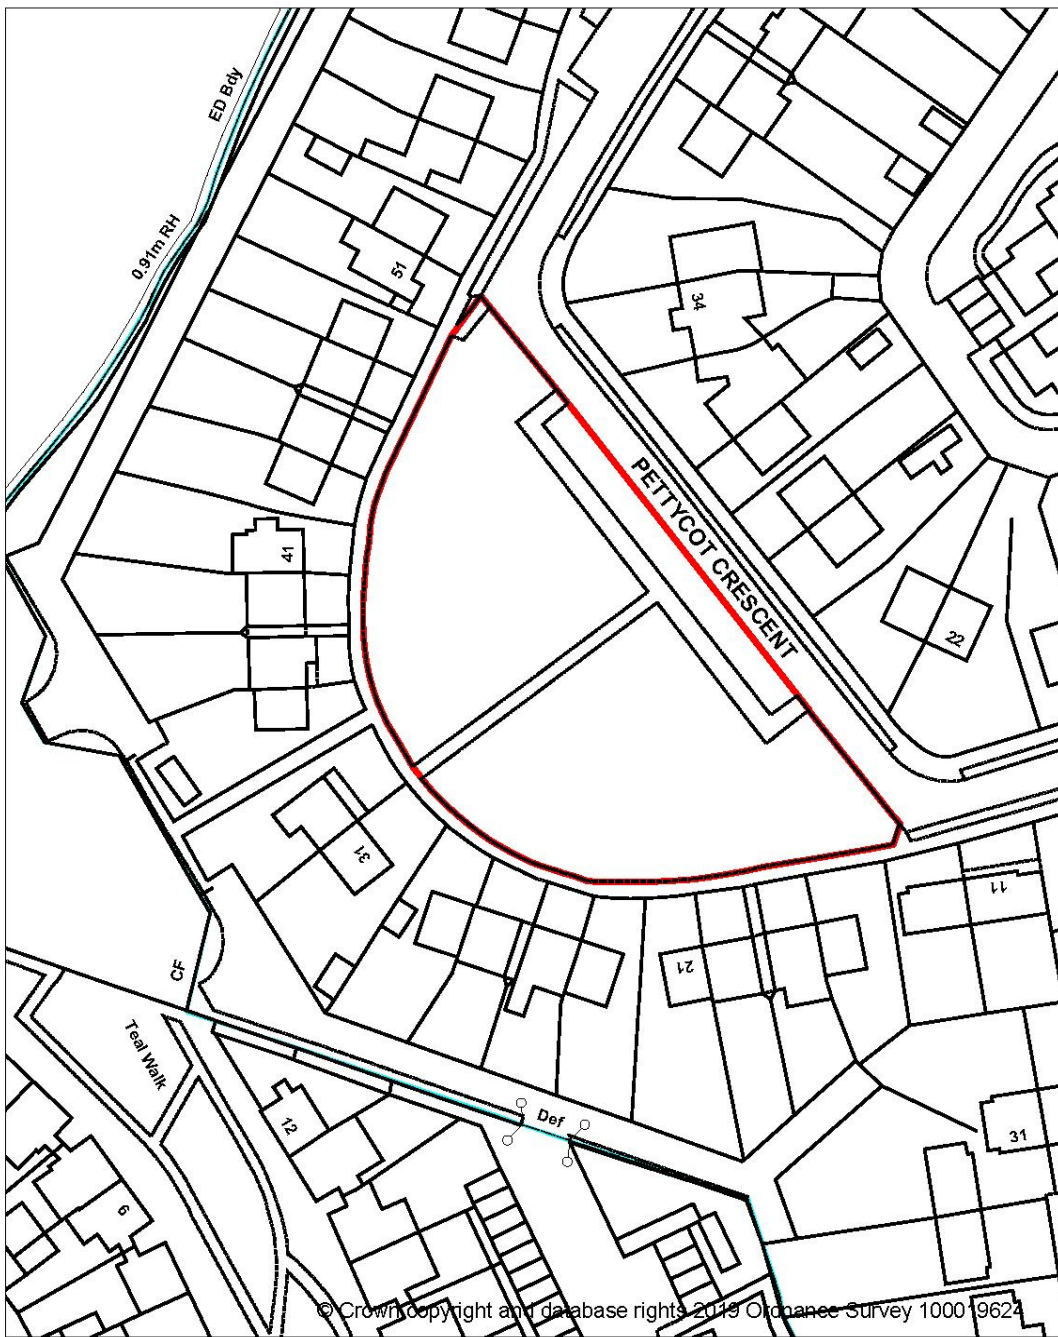 ED Bdy
0.91m RH
51
34
PETTYCOT CRESCENT
41
22
31
11
21
CF
Teal Walk
12
Def
31
6
© Crown copyright and database rights 2019 Ordnance Survey 100019624